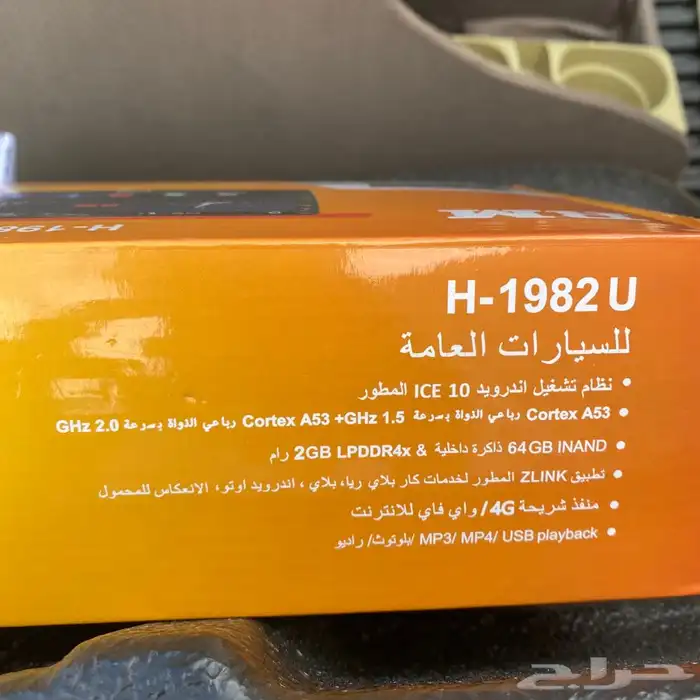 H-1982 U
للسيارات العامة
• نظام تشغيل اندرويد ICE 10 المطور
• Cortex A53 رباعي النواة بسرعة 1.5 GHz+ Cortex A53 رباعي النواة بسرعة 2.0 GHz
• 64GB INAND ذاكرة داخلية & 2GB LPDDR4x رام
• تطبيق ZLINK المطور لخدمات كار بلاي ريا، بلاي ، اندرويد اوتو، الانعكاس للمحمول
• منفذ شريحة 4G/ واي فاي للانترنت
• MP3/ MP4/ USB playback /بلوتوث/ راديو
حراج